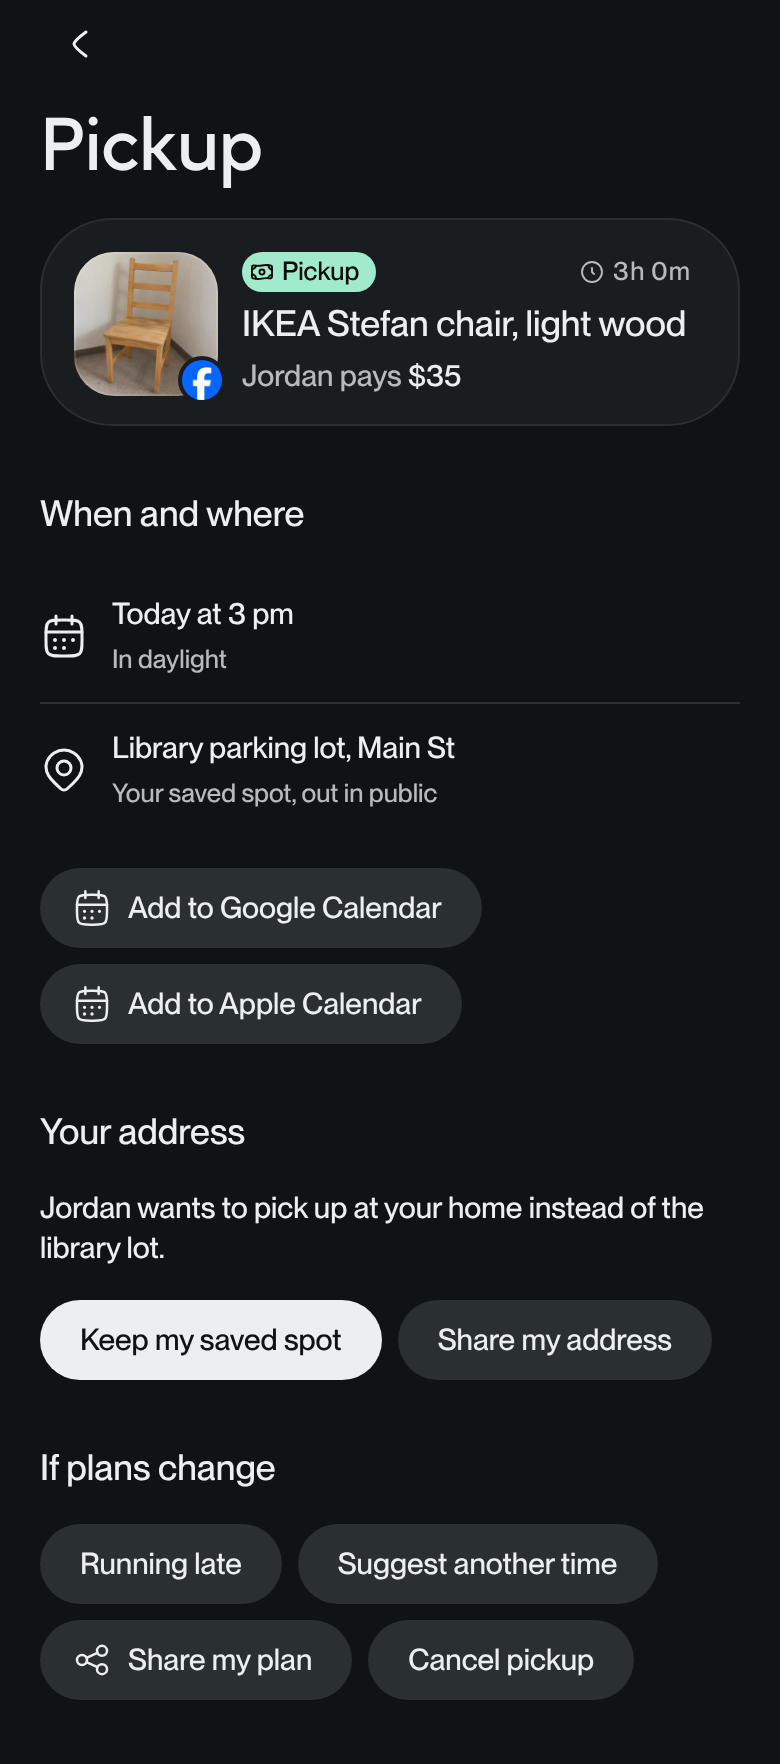 Pickup
Pickup
3h 0m
IKEA Stefan chair, light wood
Jordan pays $35
When and where
Today at 3 pm
In daylight
Library parking lot, Main St
Your saved spot, out in public
Add to Google Calendar
Add to Apple Calendar
Your address
Jordan wants to pick up at your home instead of the
library lot.
Keep my saved spot
Share my address
If plans change
Running late
Suggest another time
Share my plan
Cancel pickup